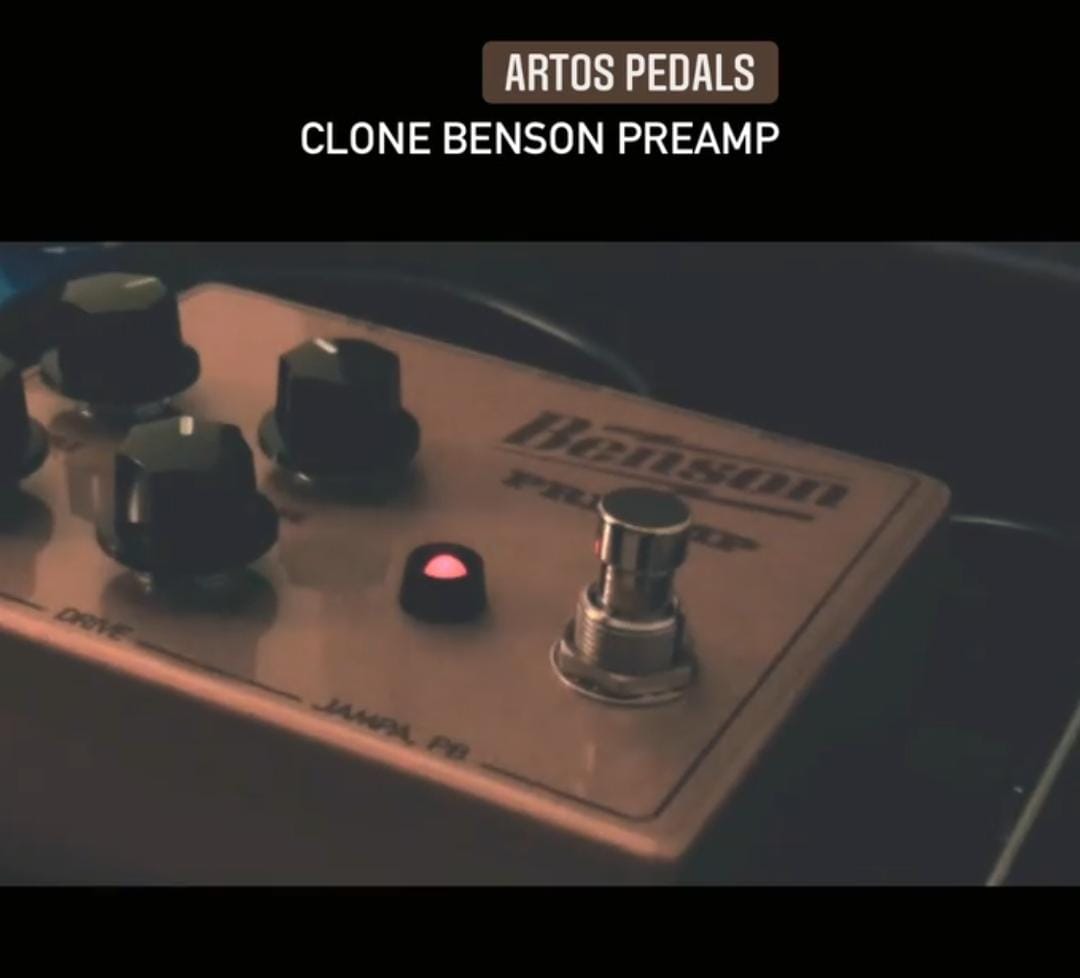 ARTOS PEDALS
CLONE BENSON PREAMP
Benson
DRIVE
JAMPA, PB